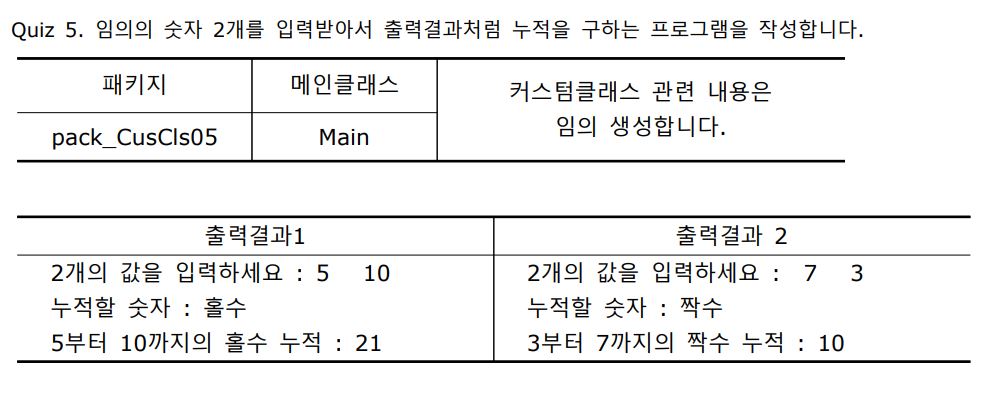 Quiz 5. 임의의 숫자 2개를 입력받아서 출력결과처럼 누적을 구하는 프로그램을 작성합니다.
패키지 메인클래스 커스텀클래스 관련 내용은
임의 생성합니다.
pack_CusCls05 Main
출력결과1 출력결과 2
2개의 값을 입력하세요 : 5 10 2개의 값을 입력하세요 : 7 3
누적할 숫자 : 홀수 누적할 숫자 : 짝수
5부터 10까지의 홀수 누적 : 21 3부터 7까지의 짝수 누적 : 10